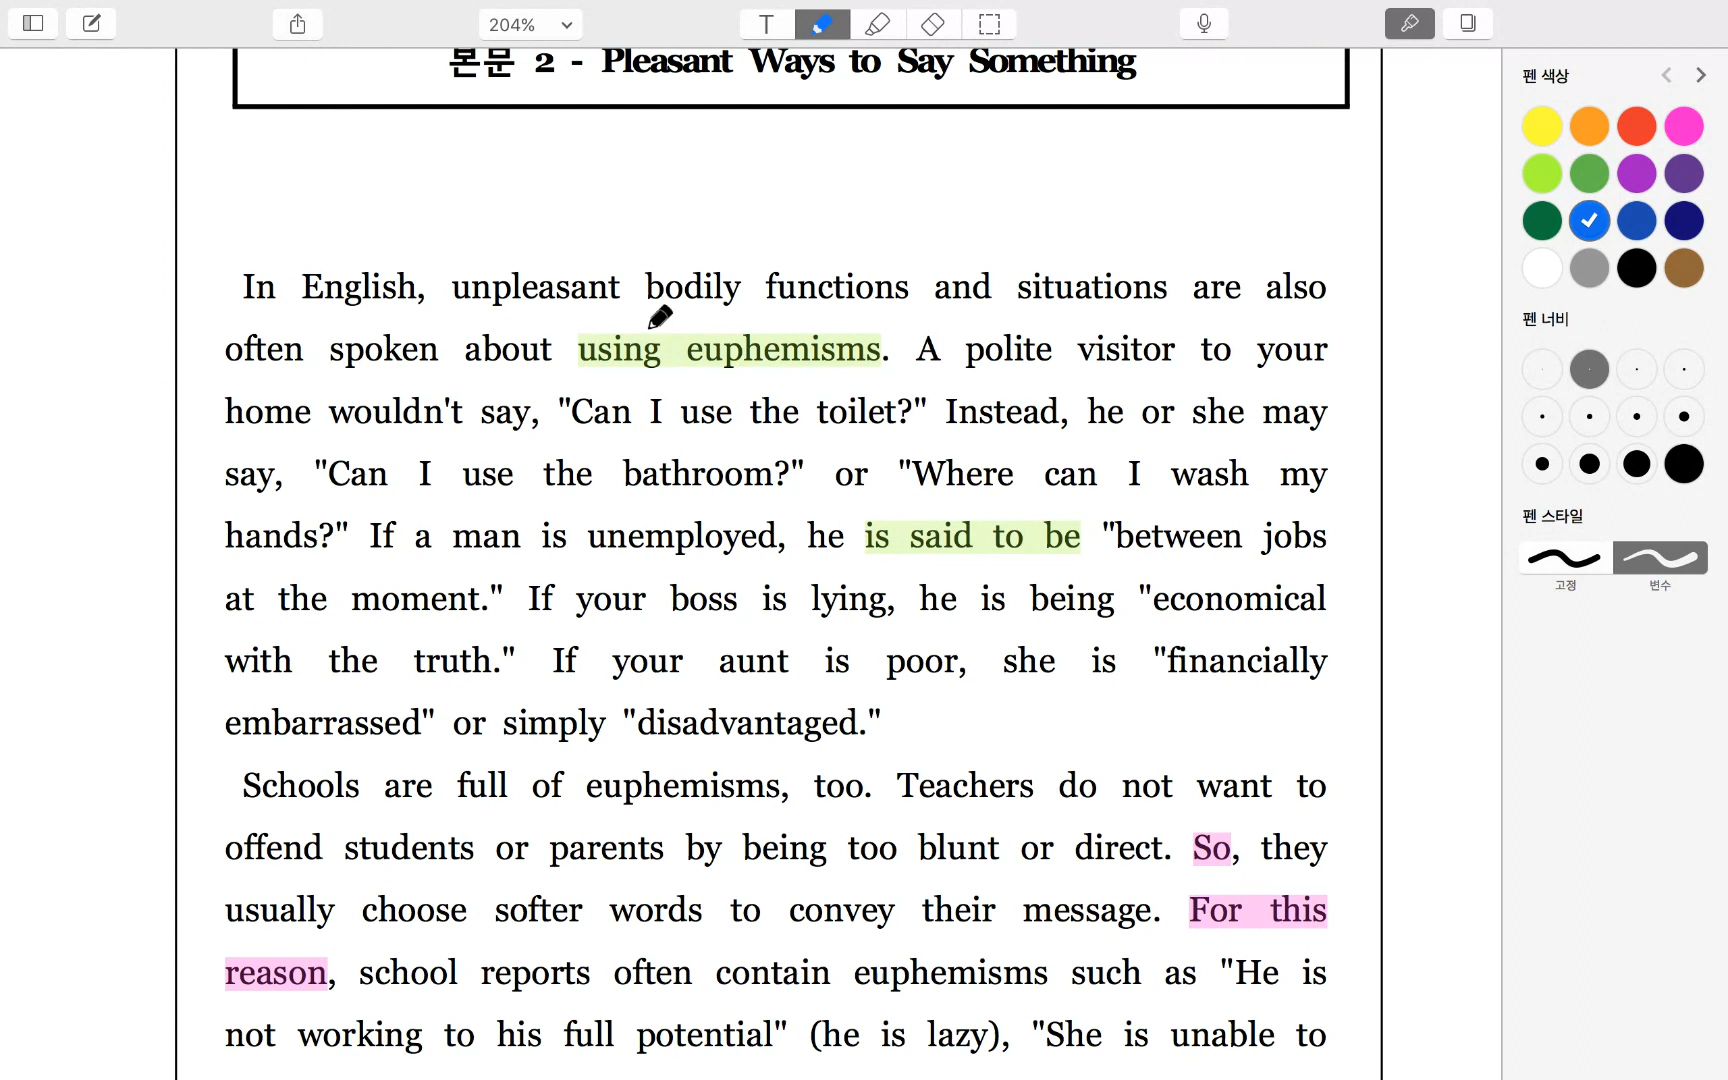 204%
T
본문 2 - Pleasant Ways to Say Something
In English, unpleasant bodily functions and situations are also
often spoken about using euphemisms. A polite visitor to your
home wouldn't say, "Can I use the toilet?" Instead, he or she may
say, "Can I use the bathroom?" or "Where can I wash my
hands?" If a man is unemployed, he is said to be "between jobs
at the moment." If your boss is lying, he is being "economical
with the truth." If your aunt is poor, she is "financially
embarrassed" or simply "disadvantaged."
Schools are full of euphemisms, too. Teachers do not want to
offend students or parents by being too blunt or direct. So, they
usually choose softer words to convey their message. For this
reason, school reports often contain euphemisms such as "He is
not working to his full potential" (he is lazy), "She is unable to
펜 색상
펜 너비
펜 스타일
고정 변수